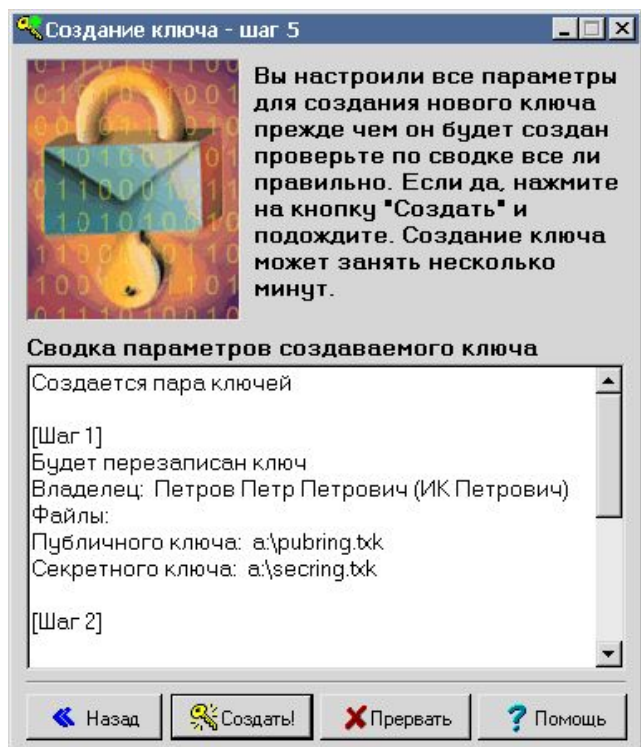 Создание ключа - шаг 5
Вы настроили все параметры
для создания нового ключа
прежде чем он будет создан
проверьте по сводке все ли
правильно. Если да, нажмите
на кнопку "Создать" и
подождите. Создание ключа
может занять несколько
минут.
Сводка параметров создаваемого ключа
Создается пара ключей
[Шаг 1]
Будет перезаписан ключ
Владелец: Петров Петр Петрович (ИК Петрович)
Файлы:
Публичного ключа: a:\pubring.txk
Секретного ключа: a:\secring.txk
[Шаг 2]
Назад
Создать!
Прервать
Помощь